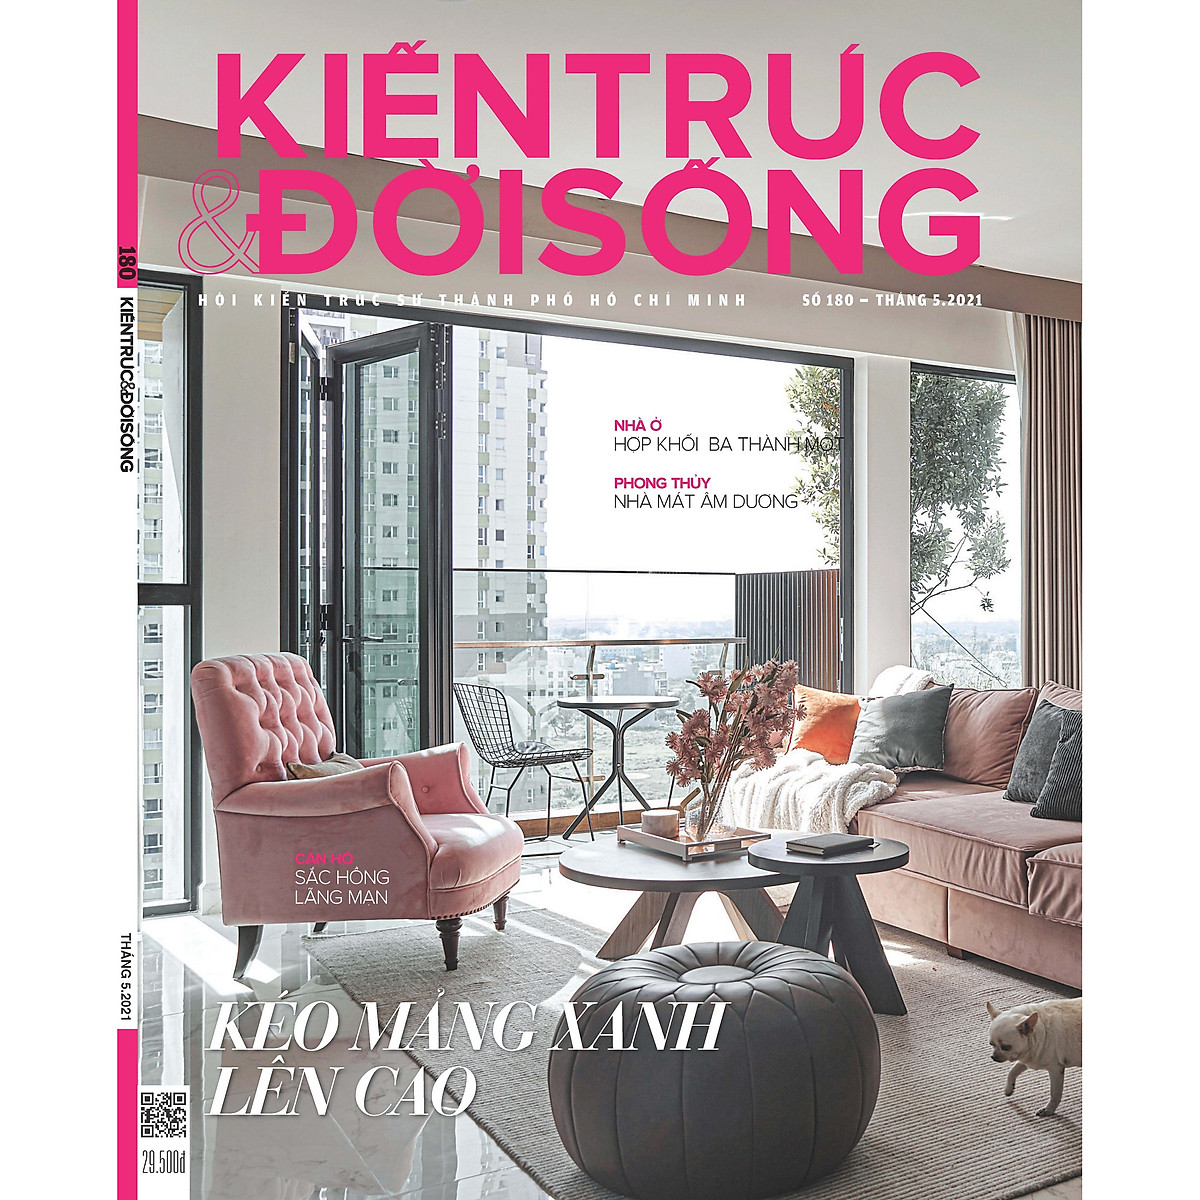 KIẾNTRÚC
&ĐỜISỐNG
HỘI KIẾN TRÚC SƯ THÀNH PHỐ HỒ CHÍ MINH
SỐ 180 – THÁNG 5.2021
180
KIẾNTRÚC&ĐỜISỐNG
THÁNG 5.2021
NHÀ Ở
HỢP KHỐI BA THÀNH MỘT
PHONG THỦY
NHÀ MÁT ÂM DƯƠNG
CĂN HỘ
SẮC HỒNG
LÃNG MẠN
KÉO MẢNG XANH
LÊN CAO
29.500đ